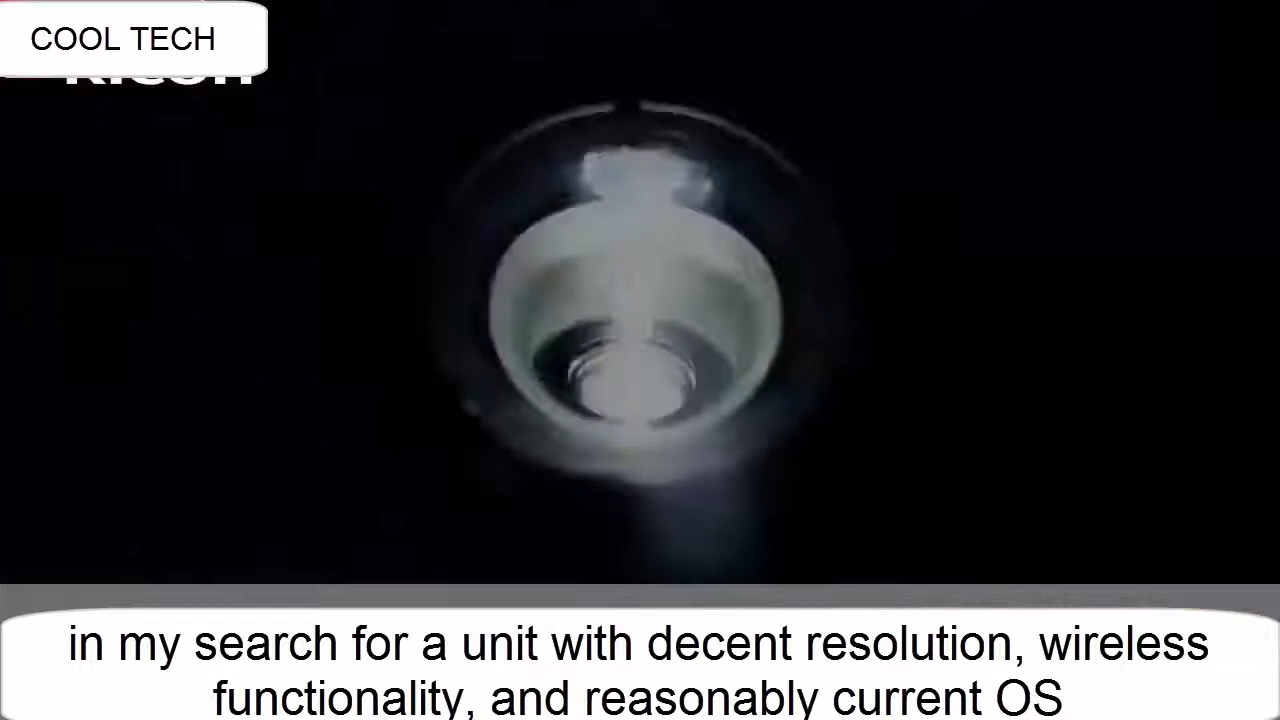 COOL TECH
in my search for a unit with decent resolution, wireless
functionality, and reasonably current OS